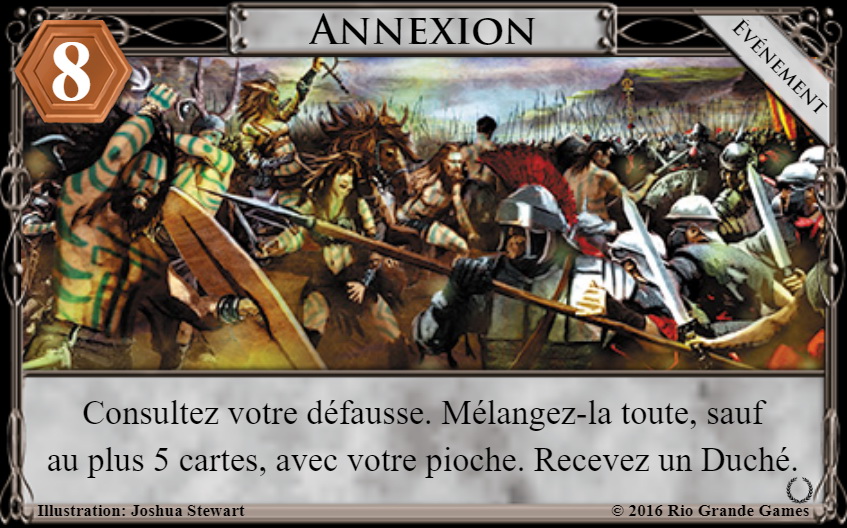 ANNEXION
8
ÉVÉNEMENT
Consultez votre défausse. Mélangez-la toute, sauf
au plus 5 cartes, avec votre pioche. Recevez un Duché.
Illustration: Joshua Stewart
© 2016 Rio Grande Games